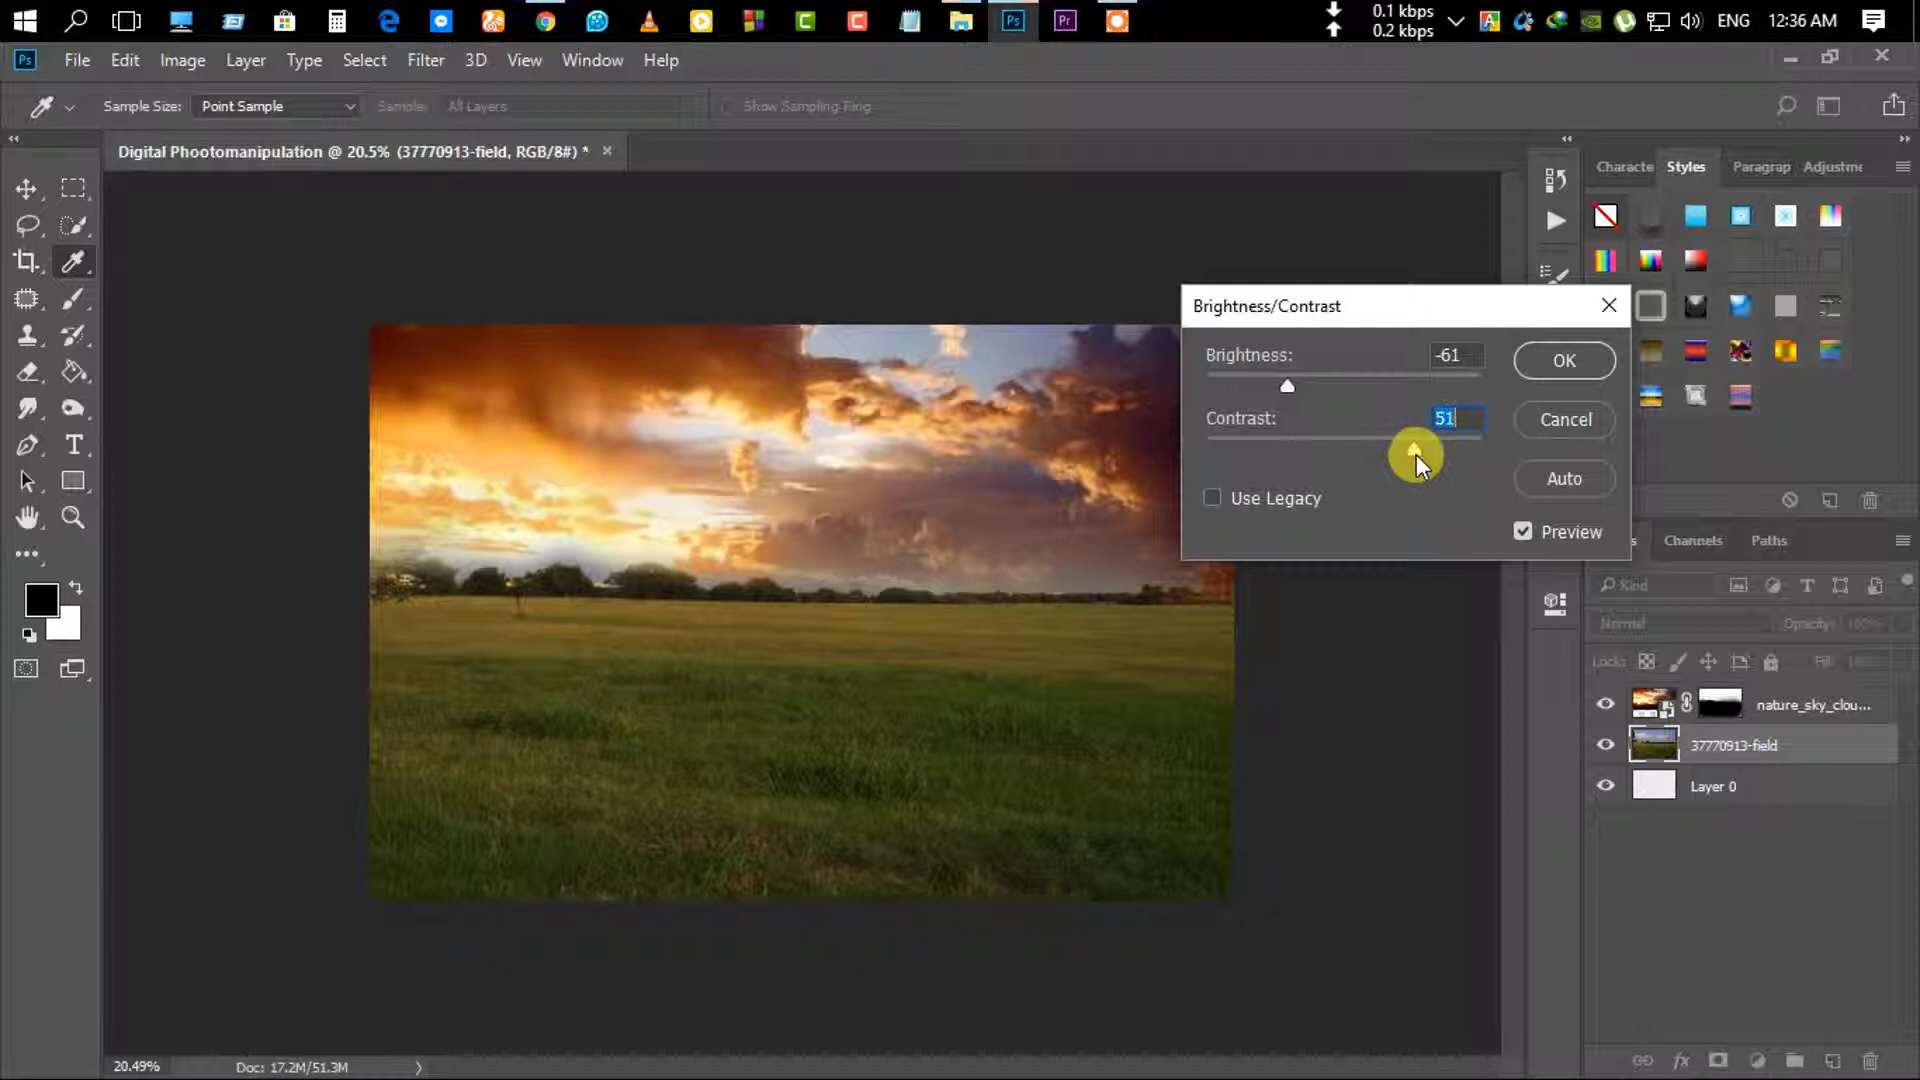 0.1 kbps
0.2 kbps
ENG
12:36 AM
Ps
File Edit Image Layer Type Select Filter 3D View Window Help
Sample Size: Point Sample Sample: All Layers Show Sampling Ring
Digital Phootomanipulation @ 20.5% (37770913-field, RGB/8#) *
Characte Styles Paragrap Adjustme
Brightness/Contrast
Brightness: -61
OK
Contrast: 51
Cancel
Auto
Use Legacy
Preview
s Channels Paths
Kind
Normal Opacity: 100%
Lock: Fill:
nature_sky_clou...
37770913-field
Layer 0
20.49% Doc: 17.2M/51.3M